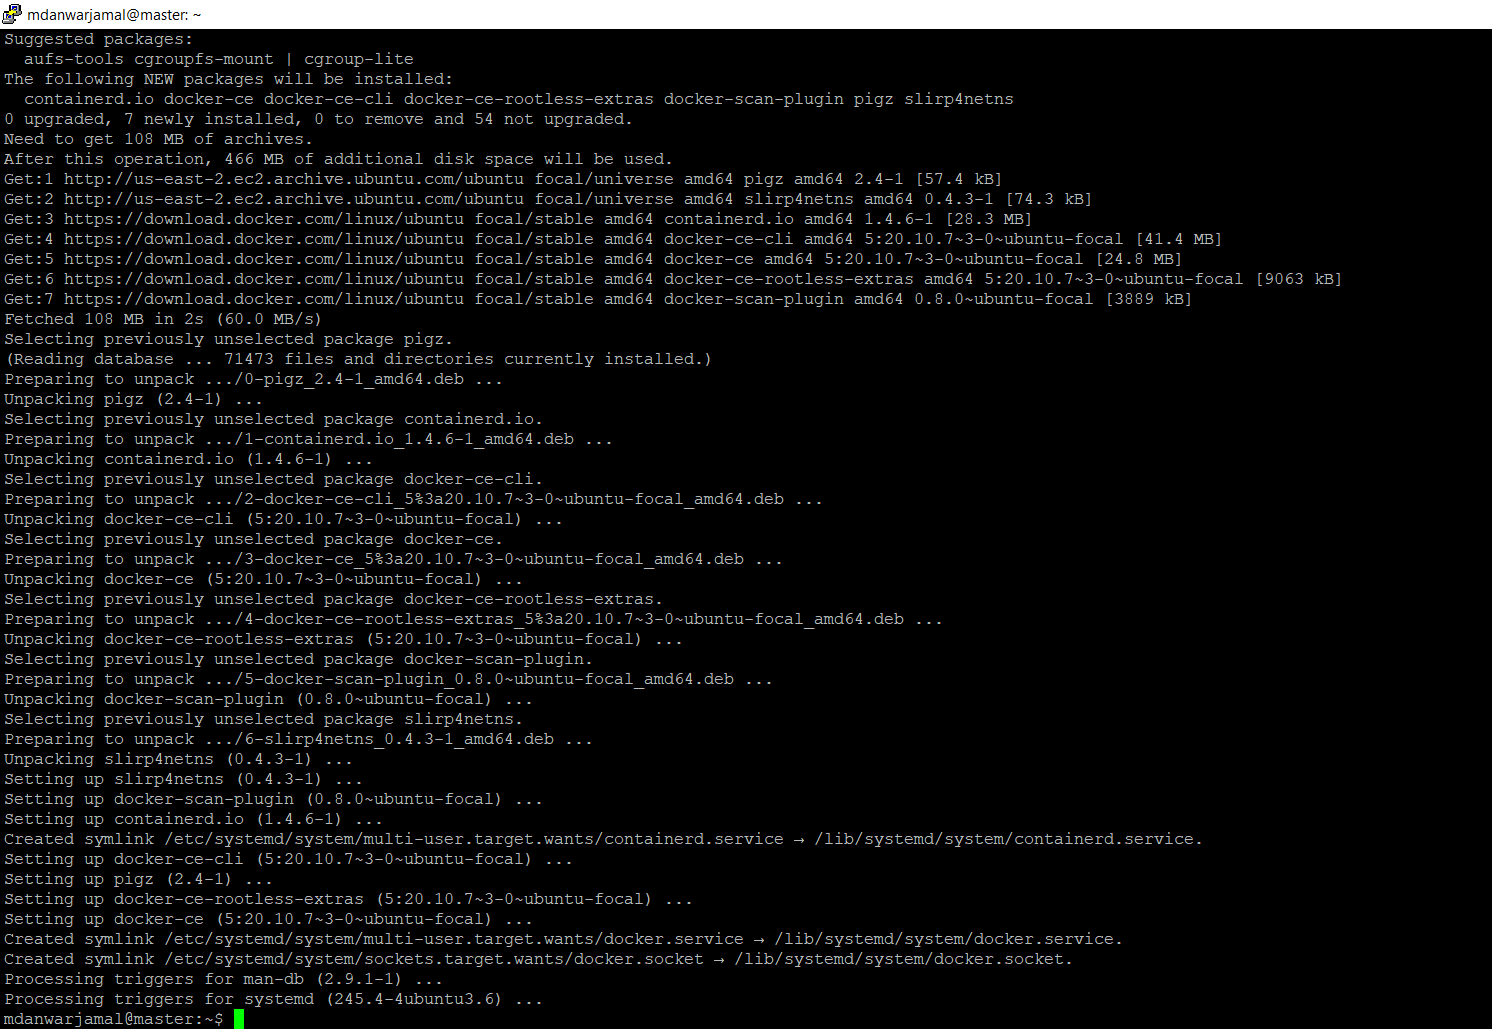 mdanwarjamal@master: ~
Suggested packages:
  aufs-tools cgroupfs-mount | cgroup-lite
The following NEW packages will be installed:
  containerd.io docker-ce docker-ce-cli docker-ce-rootless-extras docker-scan-plugin pigz slirp4netns
0 upgraded, 7 newly installed, 0 to remove and 54 not upgraded.
Need to get 108 MB of archives.
After this operation, 466 MB of additional disk space will be used.
Get:1 http://us-east-2.ec2.archive.ubuntu.com/ubuntu focal/universe amd64 pigz amd64 2.4-1 [57.4 kB]
Get:2 http://us-east-2.ec2.archive.ubuntu.com/ubuntu focal/universe amd64 slirp4netns amd64 0.4.3-1 [74.3 kB]
Get:3 https://download.docker.com/linux/ubuntu focal/stable amd64 containerd.io amd64 1.4.6-1 [28.3 MB]
Get:4 https://download.docker.com/linux/ubuntu focal/stable amd64 docker-ce-cli amd64 5:20.10.7~3-0~ubuntu-focal [41.4 MB]
Get:5 https://download.docker.com/linux/ubuntu focal/stable amd64 docker-ce amd64 5:20.10.7~3-0~ubuntu-focal [24.8 MB]
Get:6 https://download.docker.com/linux/ubuntu focal/stable amd64 docker-ce-rootless-extras amd64 5:20.10.7~3-0~ubuntu-focal [9063 kB]
Get:7 https://download.docker.com/linux/ubuntu focal/stable amd64 docker-scan-plugin amd64 0.8.0~ubuntu-focal [3889 kB]
Fetched 108 MB in 2s (60.0 MB/s)
Selecting previously unselected package pigz.
(Reading database ... 71473 files and directories currently installed.)
Preparing to unpack .../0-pigz_2.4-1_amd64.deb ...
Unpacking pigz (2.4-1) ...
Selecting previously unselected package containerd.io.
Preparing to unpack .../1-containerd.io_1.4.6-1_amd64.deb ...
Unpacking containerd.io (1.4.6-1) ...
Selecting previously unselected package docker-ce-cli.
Preparing to unpack .../2-docker-ce-cli_5%3a20.10.7~3-0~ubuntu-focal_amd64.deb ...
Unpacking docker-ce-cli (5:20.10.7~3-0~ubuntu-focal) ...
Selecting previously unselected package docker-ce.
Preparing to unpack .../3-docker-ce_5%3a20.10.7~3-0~ubuntu-focal_amd64.deb ...
Unpacking docker-ce (5:20.10.7~3-0~ubuntu-focal) ...
Selecting previously unselected package docker-ce-rootless-extras.
Preparing to unpack .../4-docker-ce-rootless-extras_5%3a20.10.7~3-0~ubuntu-focal_amd64.deb ...
Unpacking docker-ce-rootless-extras (5:20.10.7~3-0~ubuntu-focal) ...
Selecting previously unselected package docker-scan-plugin.
Preparing to unpack .../5-docker-scan-plugin_0.8.0~ubuntu-focal_amd64.deb ...
Unpacking docker-scan-plugin (0.8.0~ubuntu-focal) ...
Selecting previously unselected package slirp4netns.
Preparing to unpack .../6-slirp4netns_0.4.3-1_amd64.deb ...
Unpacking slirp4netns (0.4.3-1) ...
Setting up slirp4netns (0.4.3-1) ...
Setting up docker-scan-plugin (0.8.0~ubuntu-focal) ...
Setting up containerd.io (1.4.6-1) ...
Created symlink /etc/systemd/system/multi-user.target.wants/containerd.service → /lib/systemd/system/containerd.service.
Setting up docker-ce-cli (5:20.10.7~3-0~ubuntu-focal) ...
Setting up pigz (2.4-1) ...
Setting up docker-ce-rootless-extras (5:20.10.7~3-0~ubuntu-focal) ...
Setting up docker-ce (5:20.10.7~3-0~ubuntu-focal) ...
Created symlink /etc/systemd/system/multi-user.target.wants/docker.service → /lib/systemd/system/docker.service.
Created symlink /etc/systemd/system/sockets.target.wants/docker.socket → /lib/systemd/system/docker.socket.
Processing triggers for man-db (2.9.1-1) ...
Processing triggers for systemd (245.4-4ubuntu3.6) ...
mdanwarjamal@master:~$